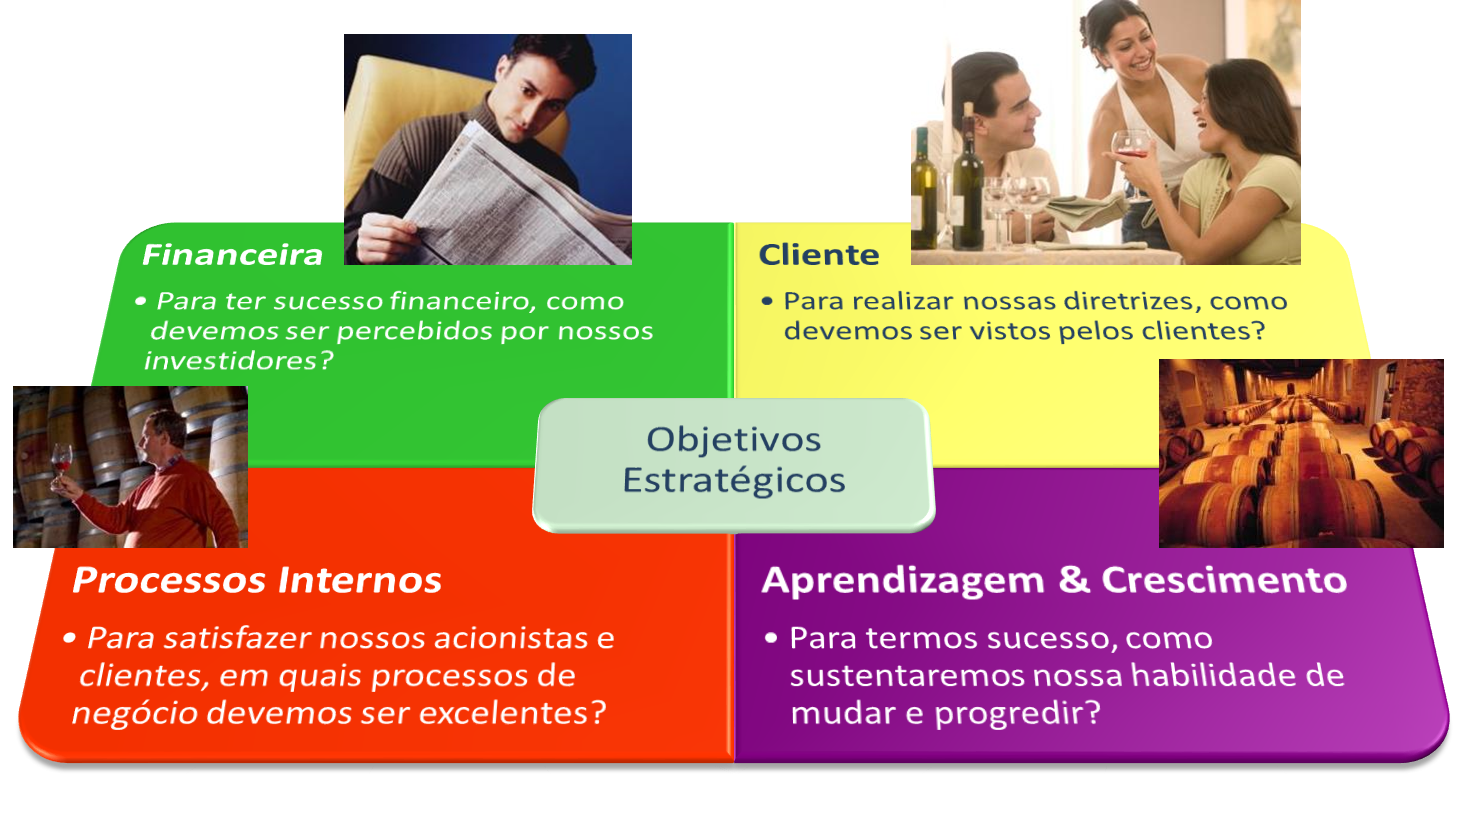 Financeira
• Para ter sucesso financeiro, como
devemos ser percebidos por nossos
investidores?
Cliente
• Para realizar nossas diretrizes, como
devemos ser vistos pelos clientes?
Objetivos
Estratégicos
Processos Internos
• Para satisfazer nossos acionistas e
clientes, em quais processos de
negócio devemos ser excelentes?
Aprendizagem & Crescimento
• Para termos sucesso, como
sustentaremos nossa habilidade de
mudar e progredir?